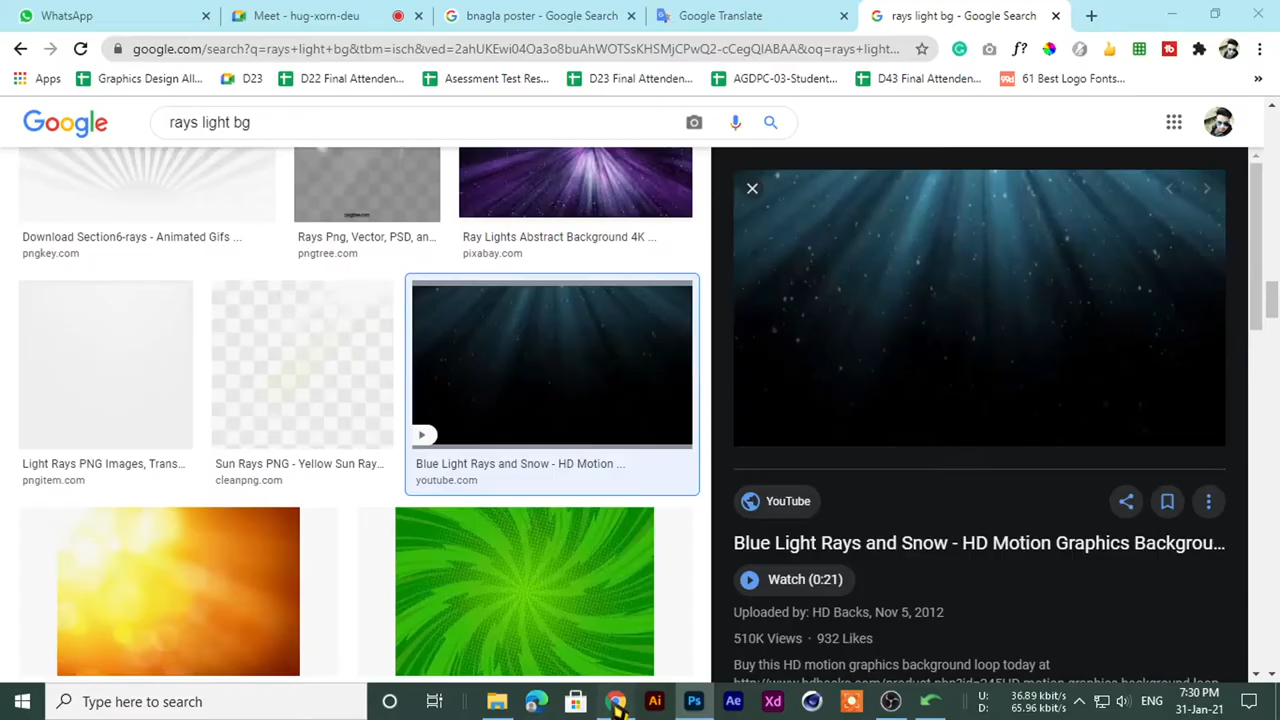 WhatsApp
Meet - hug-xorn-deu
bnagla poster - Google Search
Google Translate
rays light bg - Google Search
google.com/search?q=rays+light+bg&tbm=isch&ved=2ahUKEwi04Oa3o8buAhWOTSsKHSMjCPwQ2-cCegQIABAA&oq=rays+light...
Apps
Graphics Design All...
D23
D22 Final Attenden...
Asessment Test Res...
D23 Final Attenden...
AGDPC-03-Student...
D43 Final Attenden...
61 Best Logo Fonts...
Google
rays light bg
Download Section6-rays - Animated Gifs ...
pngkey.com
Rays Png, Vector, PSD, an...
pngtree.com
Ray Lights Abstract Background 4K ...
pixabay.com
Light Rays PNG Images, Trans...
pngitem.com
Sun Rays PNG - Yellow Sun Ray...
cleanpng.com
Blue Light Rays and Snow - HD Motion ...
youtube.com
YouTube
Blue Light Rays and Snow - HD Motion Graphics Backgrou...
Watch (0:21)
Uploaded by: HD Backs, Nov 5, 2012
510K Views · 932 Likes
Buy this HD motion graphics background loop today at
Type here to search
Ai
Ps
Ae
Xd
U: 36.89 kbit/s
D: 65.96 kbit/s
ENG
7:30 PM
31-Jan-21